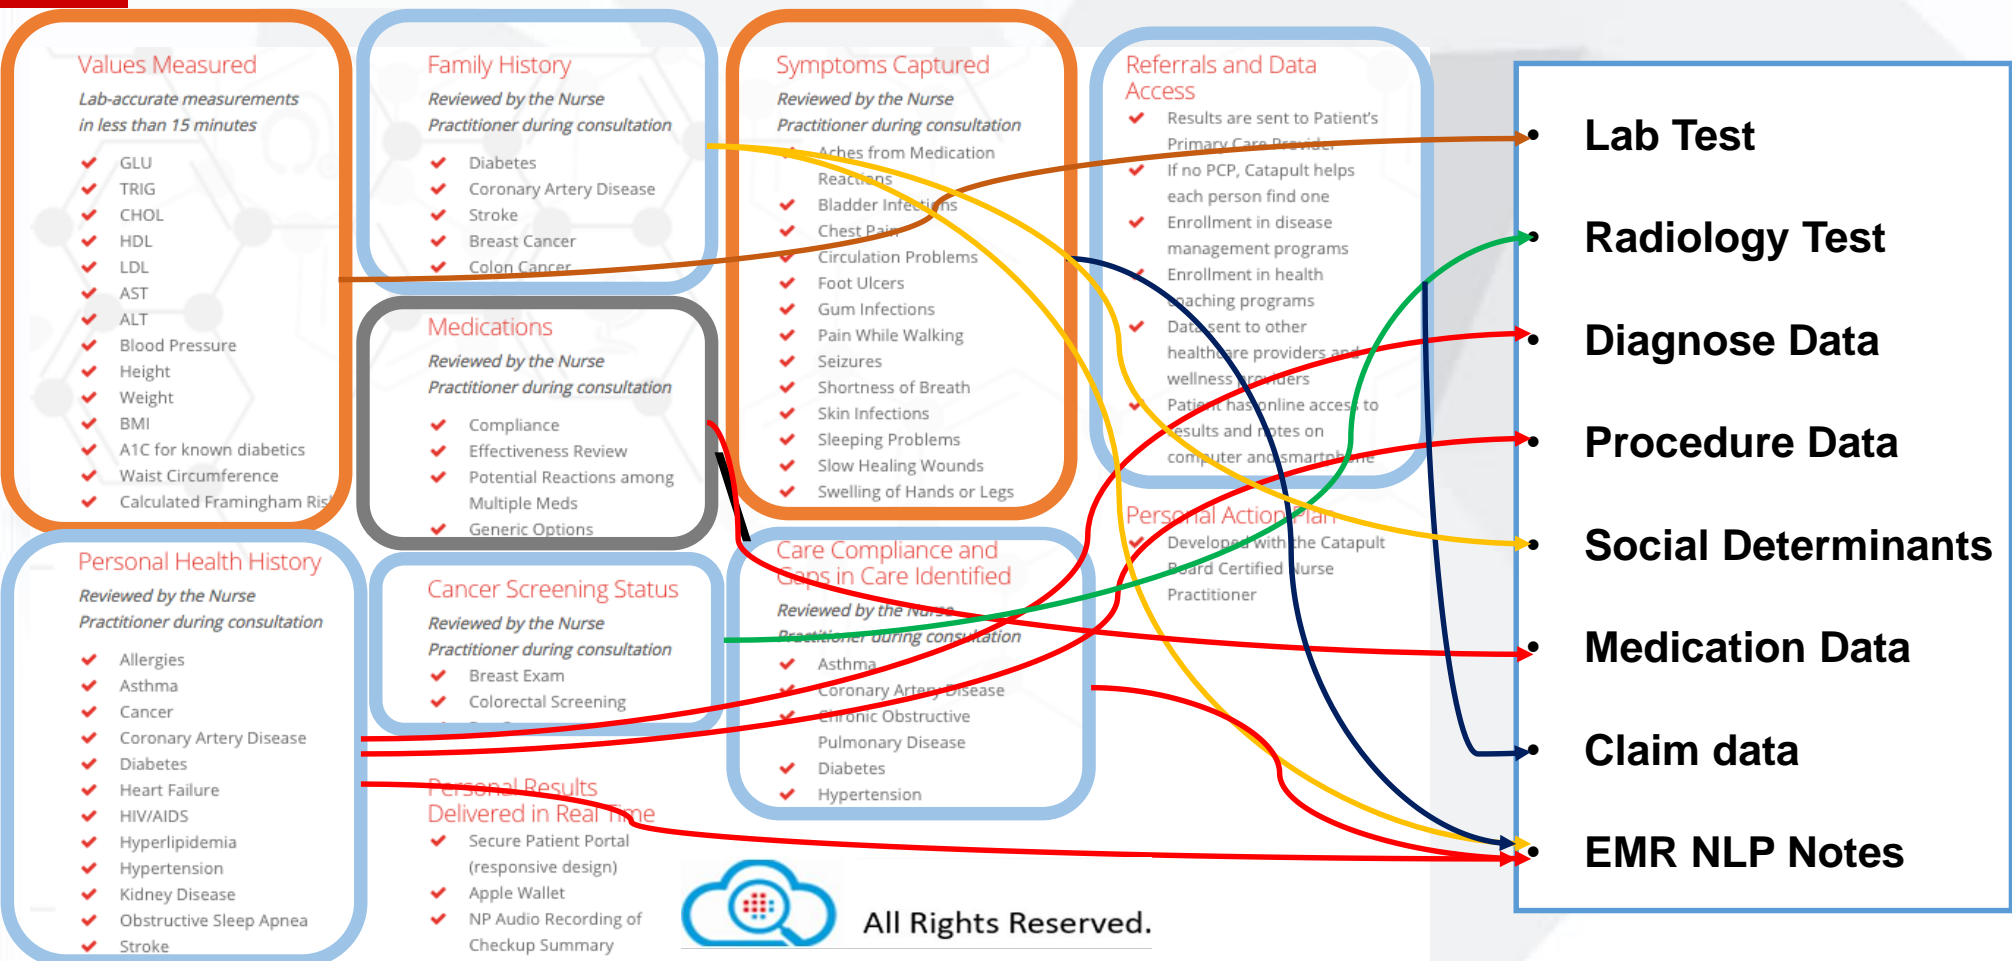 Values Measured
Lab-accurate measurements
in less than 15 minutes
GLU
TRIG
CHOL
HDL
LDL
AST
ALT
Blood Pressure
Height
Weight
BMI
A1C for known diabetics
Waist Circumference
Calculated Framingham Ris
Personal Health History
Reviewed by the Nurse
Practitioner during consultation
Allergies
Asthma
Cancer
Coronary Artery Disease
Diabetes
Heart Failure
HIV/AIDS
Hyperlipidemia
Hypertension
Kidney Disease
Obstructive Sleep Apnea
Stroke
Family History
Reviewed by the Nurse
Practitioner during consultation
Diabetes
Coronary Artery Disease
Stroke
Breast Cancer
Colon Cancer
Medications
Reviewed by the Nurse
Practitioner during consultation
Compliance
Effectiveness Review
Potential Reactions among
Multiple Meds
Generic Options
Cancer Screening Status
Reviewed by the Nurse
Practitioner during consultation
Breast Exam
Colorectal Screening
Personal Results
Delivered in Real Time
Secure Patient Portal
(responsive design)
Apple Wallet
NP Audio Recording of
Checkup Summary
Symptoms Captured
Reviewed by the Nurse
Practitioner during consultation
Aches from Medication
Reactions
Bladder Infections
Chest Pain
Circulation Problems
Foot Ulcers
Gum Infections
Pain While Walking
Seizures
Shortness of Breath
Skin Infections
Sleeping Problems
Slow Healing Wounds
Swelling of Hands or Legs
Care Compliance and
Gaps in Care Identified
Reviewed by the Nurse
Practitioner during consultation
Asthma
Coronary Artery Disease
Chronic Obstructive
Pulmonary Disease
Diabetes
Hypertension
All Rights Reserved.
Referrals and Data
Access
Results are sent to Patient's
Primary Care Provider
If no PCP, Catapult helps
each person find one
Enrollment in disease
management programs
Enrollment in health
coaching programs
Data sent to other
healthcare providers and
wellness providers
Patient has online access to
results and notes on
computer and smartphone
Personal Action Plan
Developed with the Catapult
Board Certified Nurse
Practitioner
• Lab Test
• Radiology Test
• Diagnose Data
• Procedure Data
• Social Determinants
• Medication Data
• Claim data
• EMR NLP Notes